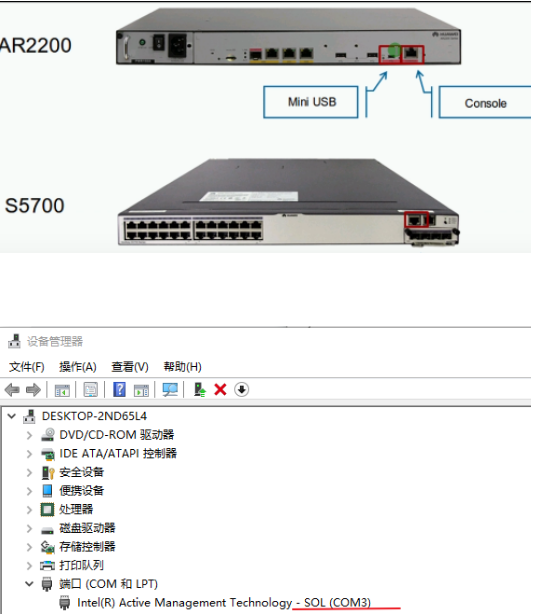 AR2200
Mini USB
Console
S5700
设备管理器
文件(F) 操作(A) 查看(V) 帮助(H)
DESKTOP-2ND65L4
DVD/CD-ROM 驱动器
IDE ATA/ATAPI 控制器
安全设备
便携设备
处理器
磁盘驱动器
存储控制器
打印队列
端口 (COM 和 LPT)
Intel(R) Active Management Technology - SOL (COM3)